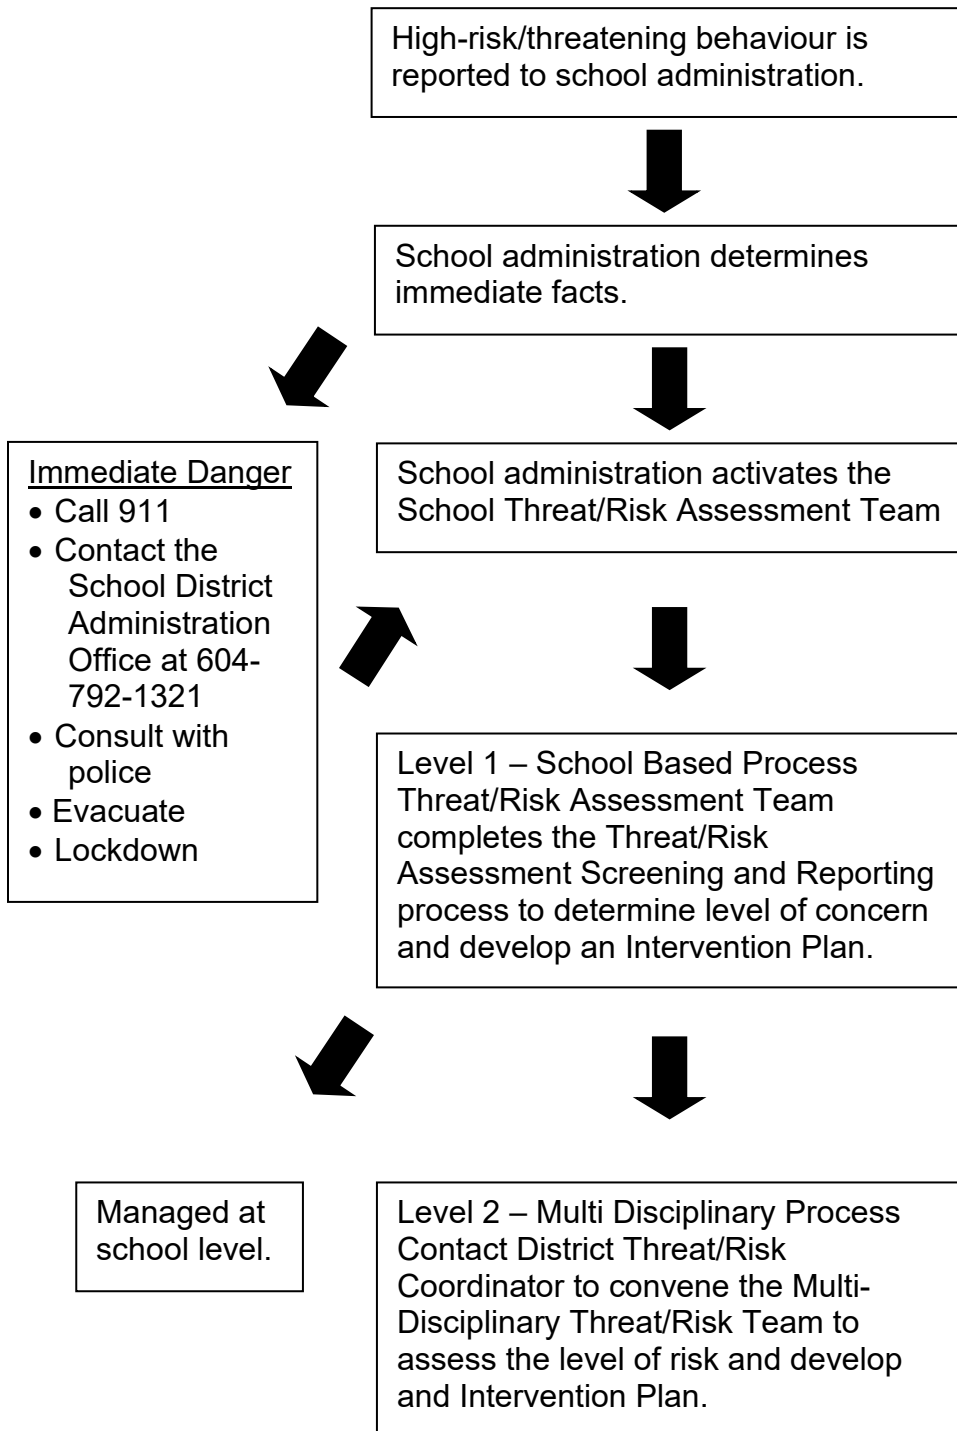 High-risk/threatening behaviour is
reported to school administration.
School administration determines
immediate facts.
Immediate Danger
• Call 911
• Contact the
School District
Administration
Office at 604-
792-1321
• Consult with
police
• Evacuate
• Lockdown
School administration activates the
School Threat/Risk Assessment Team
Level 1 – School Based Process
Threat/Risk Assessment Team
completes the Threat/Risk
Assessment Screening and Reporting
process to determine level of concern
and develop an Intervention Plan.
Managed at
school level.
Level 2 – Multi Disciplinary Process
Contact District Threat/Risk
Coordinator to convene the Multi-
Disciplinary Threat/Risk Team to
assess the level of risk and develop
and Intervention Plan.